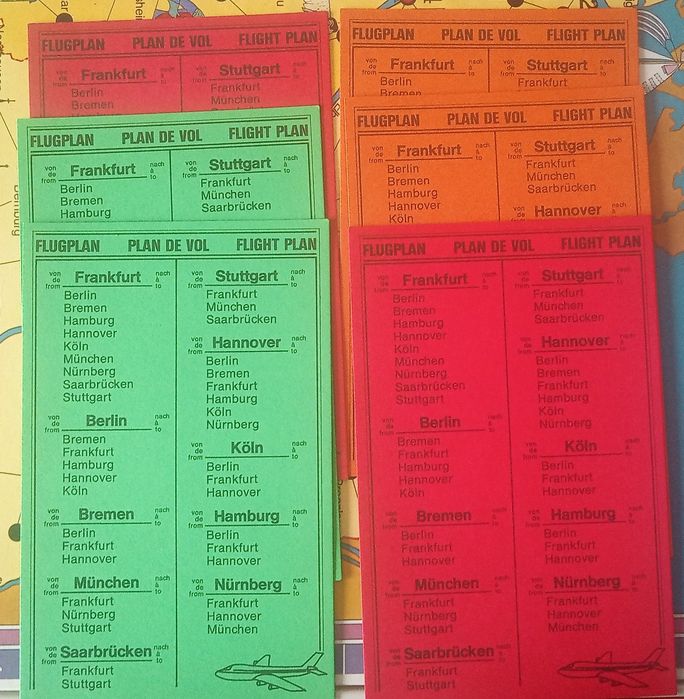 FLUGPLAN PLAN DE VOL FLIGHT PLAN
von de from Frankfurt nach à to
Berlin
Bremen
von de from Stuttgart nach à to
Frankfurt
München
FLUGPLAN PLAN DE VOL FLIGHT PLAN
von de from Frankfurt nach à to
Berlin
Bremen
von de from Stuttgart nach à to
Frankfurt
FLUGPLAN PLAN DE VOL FLIGHT PLAN
von de from Frankfurt nach à to
Berlin
Bremen
Hamburg
von de from Stuttgart nach à to
Frankfurt
München
Saarbrücken
FLUGPLAN PLAN DE VOL FLIGHT PLAN
von de from Frankfurt nach à to
Berlin
Bremen
Hamburg
Hannover
Köln
von de from Stuttgart nach à to
Frankfurt
München
Saarbrücken
von de from Hannover nach à to
FLUGPLAN PLAN DE VOL FLIGHT PLAN
von de from Frankfurt nach à to
Berlin
Bremen
Hamburg
Hannover
Köln
München
Nürnberg
Saarbrücken
Stuttgart
von de from Berlin nach à to
Bremen
Frankfurt
Hamburg
Hannover
Köln
von de from Bremen nach à to
Berlin
Frankfurt
Hannover
von de from München nach à to
Frankfurt
Nürnberg
Stuttgart
von de from Saarbrücken nach à to
Frankfurt
Stuttgart
von de from Stuttgart nach à to
Frankfurt
München
Saarbrücken
von de from Hannover nach à to
Berlin
Bremen
Frankfurt
Hamburg
Köln
Nürnberg
von de from Köln nach à to
Berlin
Frankfurt
Hannover
von de from Hamburg nach à to
Berlin
Frankfurt
Hannover
von de from Nürnberg nach à to
Frankfurt
Hannover
München
FLUGPLAN PLAN DE VOL FLIGHT PLAN
von de from Frankfurt nach à to
Berlin
Bremen
Hamburg
Hannover
Köln
München
Nürnberg
Saarbrücken
Stuttgart
von de from Berlin nach à to
Bremen
Frankfurt
Hamburg
Hannover
Köln
von de from Bremen nach à to
Berlin
Frankfurt
Hannover
von de from München nach à to
Frankfurt
Nürnberg
Stuttgart
von de from Saarbrücken nach à to
Frankfurt
Stuttgart
von de from Stuttgart nach à to
Frankfurt
München
Saarbrücken
von de from Hannover nach à to
Berlin
Bremen
Frankfurt
Hamburg
Köln
Nürnberg
von de from Köln nach à to
Berlin
Frankfurt
Hannover
von de from Hamburg nach à to
Berlin
Frankfurt
Hannover
von de from Nürnberg nach à to
Frankfurt
Hannover
München